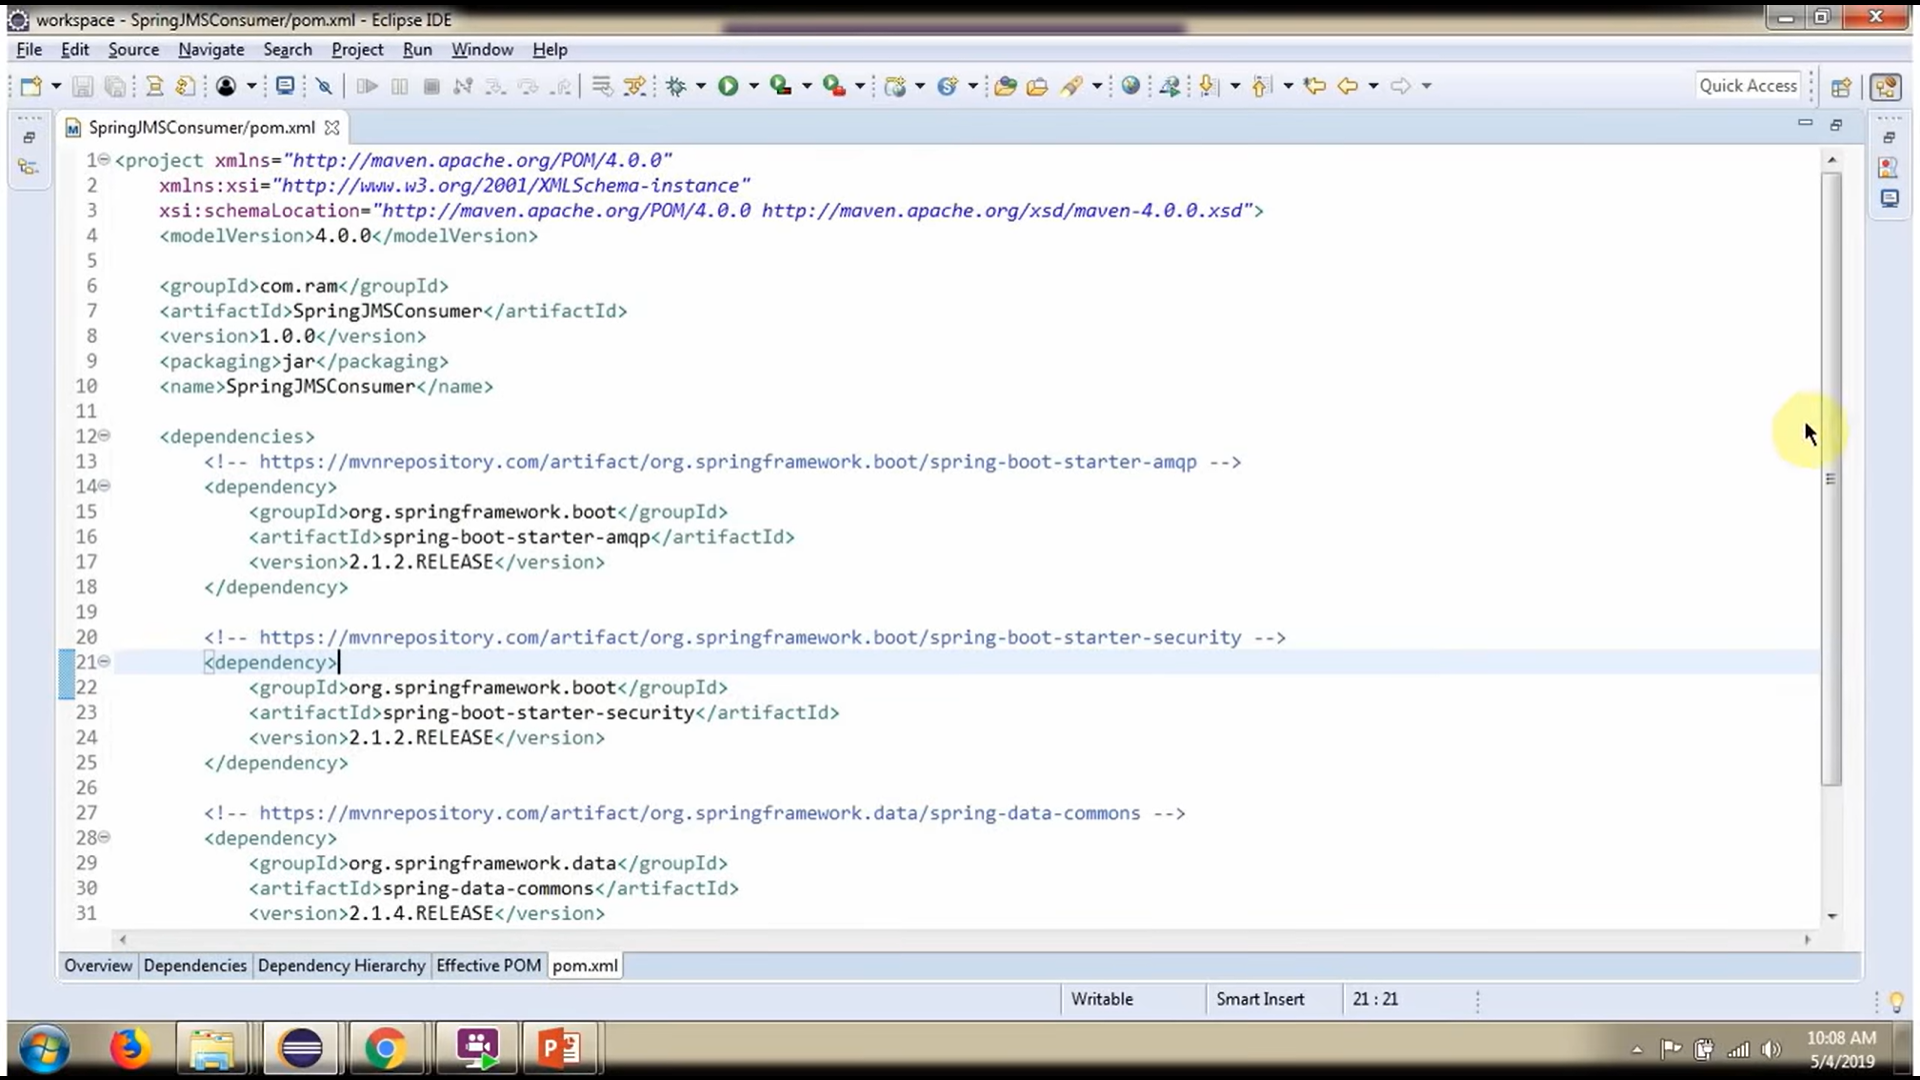 workspace - SpringJMSConsumer/pom.xml - Eclipse IDE
File Edit Source Navigate Search Project Run Window Help
Quick Access
SpringJMSConsumer/pom.xml
1 <project xmlns="http://maven.apache.org/POM/4.0.0"
2 xmlns:xsi="http://www.w3.org/2001/XMLSchema-instance"
3 xsi:schemaLocation="http://maven.apache.org/POM/4.0.0 http://maven.apache.org/xsd/maven-4.0.0.xsd">
4 <modelVersion>4.0.0</modelVersion>
5
6 <groupId>com.ram</groupId>
7 <artifactId>SpringJMSConsumer</artifactId>
8 <version>1.0.0</version>
9 <packaging>jar</packaging>
10 <name>SpringJMSConsumer</name>
11
12 <dependencies>
13 <!-- https://mvnrepository.com/artifact/org.springframework.boot/spring-boot-starter-amqp -->
14 <dependency>
15 <groupId>org.springframework.boot</groupId>
16 <artifactId>spring-boot-starter-amqp</artifactId>
17 <version>2.1.2.RELEASE</version>
18 </dependency>
19
20 <!-- https://mvnrepository.com/artifact/org.springframework.boot/spring-boot-starter-security -->
21 <dependency>
22 <groupId>org.springframework.boot</groupId>
23 <artifactId>spring-boot-starter-security</artifactId>
24 <version>2.1.2.RELEASE</version>
25 </dependency>
26
27 <!-- https://mvnrepository.com/artifact/org.springframework.data/spring-data-commons -->
28 <dependency>
29 <groupId>org.springframework.data</groupId>
30 <artifactId>spring-data-commons</artifactId>
31 <version>2.1.4.RELEASE</version>
Overview Dependencies Dependency Hierarchy Effective POM pom.xml
Writable Smart Insert 21 : 21
10:08 AM
5/4/2019